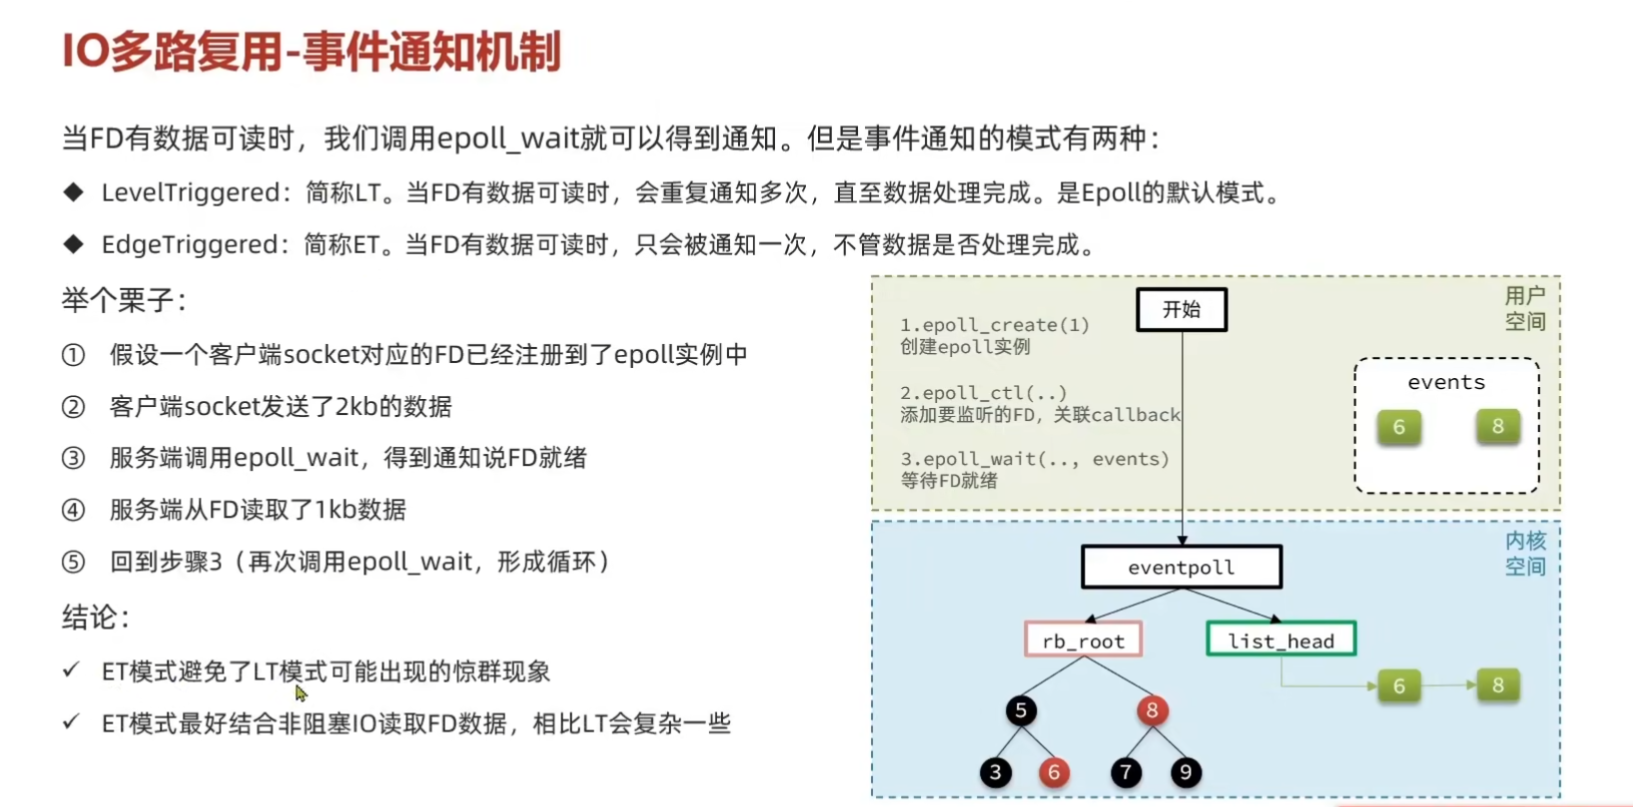 IO多路复用-事件通知机制
当FD有数据可读时，我们调用epoll_wait就可以得到通知。但是事件通知的模式有两种：
◆ LevelTriggered：简称LT。当FD有数据可读时，会重复通知多次，直至数据处理完成。是Epoll的默认模式。
◆ EdgeTriggered：简称ET。当FD有数据可读时，只会被通知一次，不管数据是否处理完成。
举个栗子：
① 假设一个客户端socket对应的FD已经注册到了epoll实例中
② 客户端socket发送了2kb的数据
③ 服务端调用epoll_wait，得到通知说FD就绪
④ 服务端从FD读取了1kb数据
⑤ 回到步骤3（再次调用epoll_wait，形成循环）
结论：
✓ ET模式避免了LT模式可能出现的惊群现象
✓ ET模式最好结合非阻塞IO读取FD数据，相比LT会复杂一些
开始
用户
空间
1.epoll_create(1)
创建epoll实例
2.epoll_ctl(..)
添加要监听的FD，关联callback
3.epoll_wait(.., events)
等待FD就绪
events
6 8
内核
空间
eventpoll
rb_root list_head
6 8
5 8
3 6 7 9